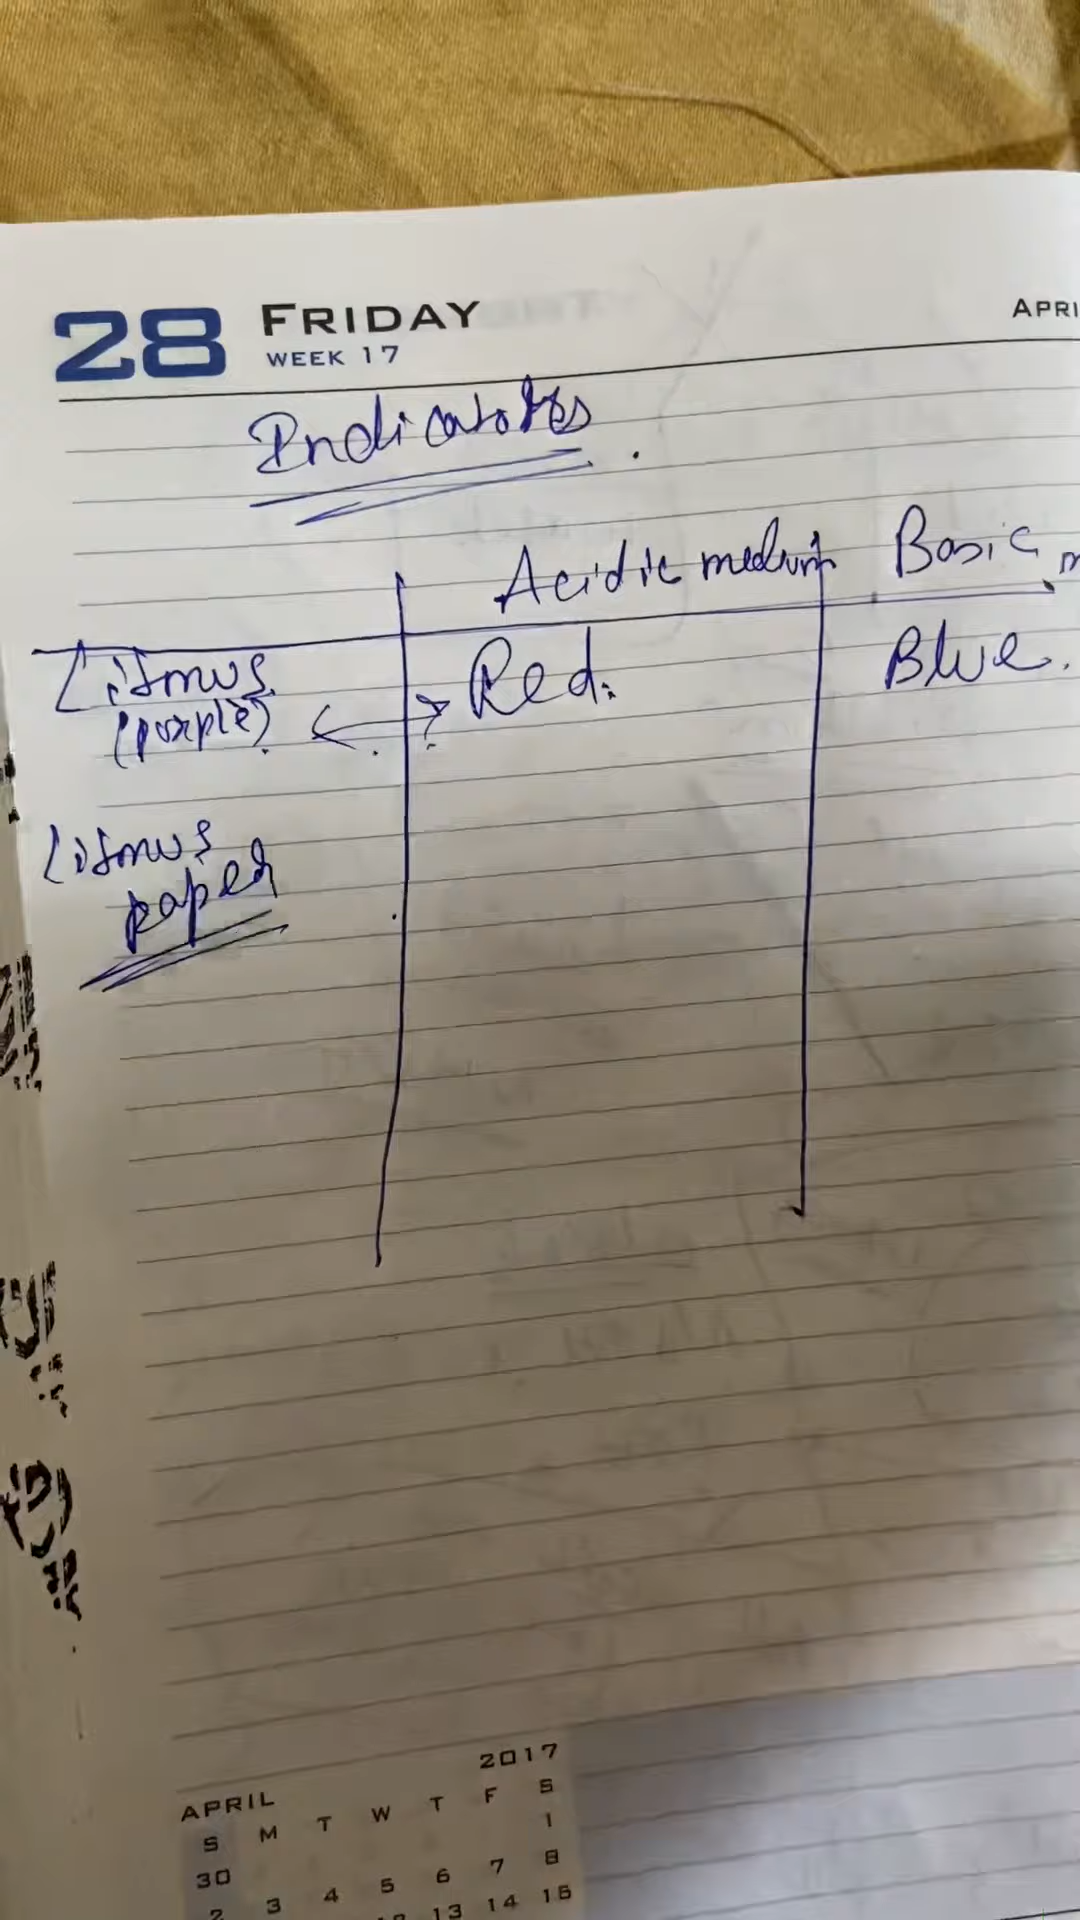 28 FRIDAY APRI
WEEK 17
Indicators
Acidic medium Basic m
Litmus Red. Blue.
(purple)
Litmus
paper
2017
APRIL
S M T W T F S
1
30
2 3 4 5 6 7 8
13 14 15